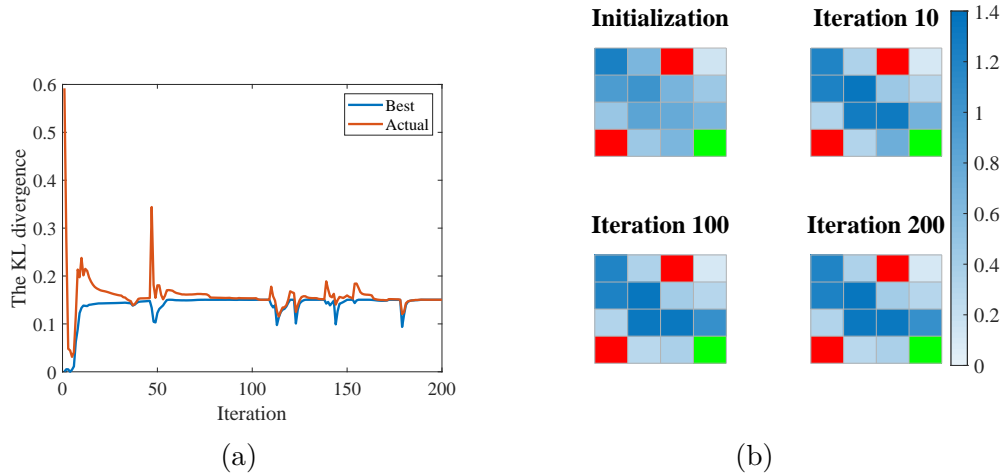 The KL divergence
0.6
0.5
0.4
0.3
0.2
0.1
0
0
50
100
150
200
Iteration
Best
Actual
(a)
Initialization
Iteration 10
Iteration 100
Iteration 200
1.4
1.2
1
0.8
0.6
0.4
0.2
0
(b)